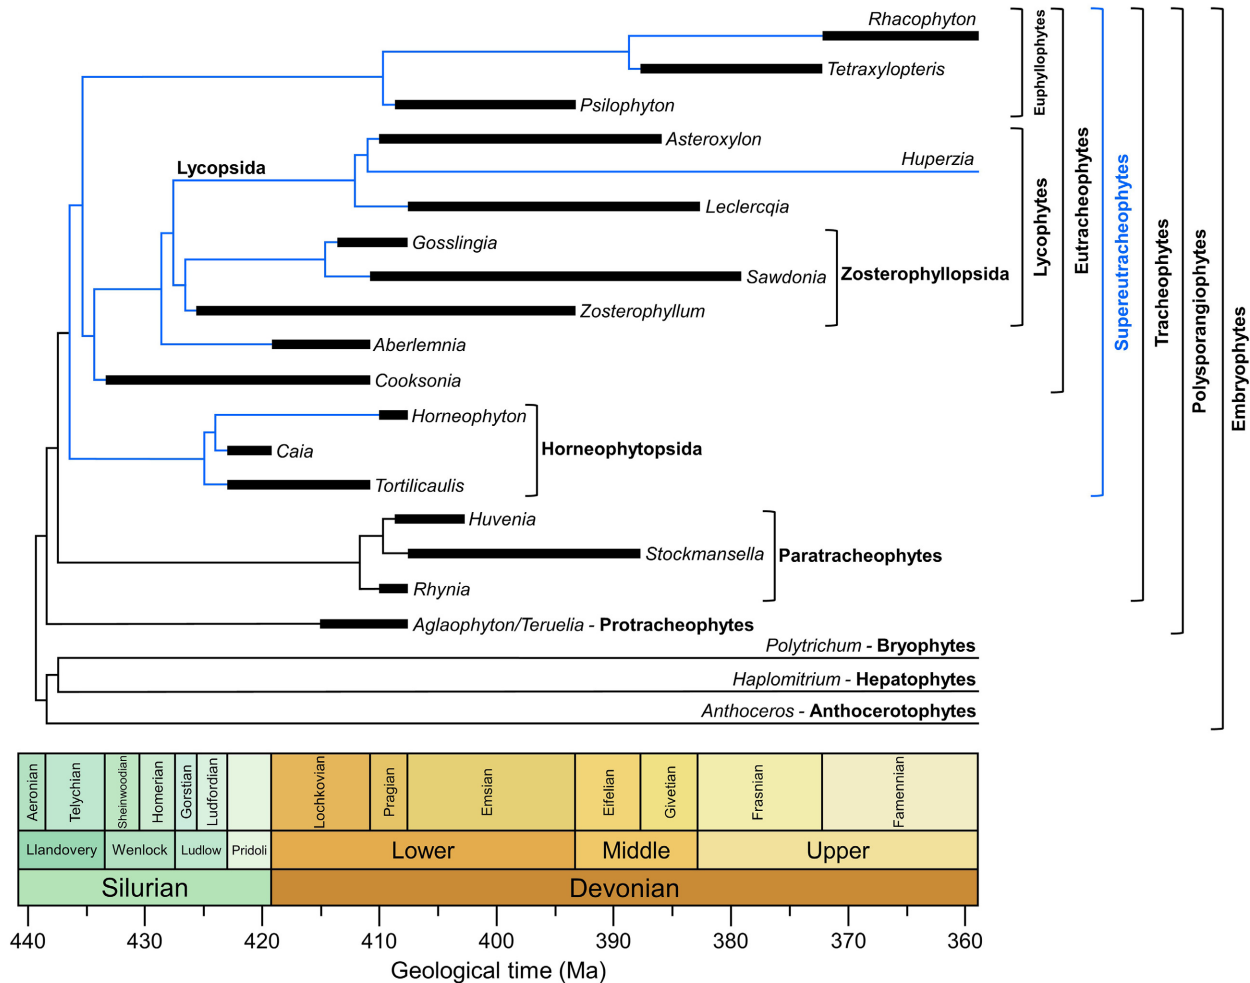 Rhacophyton
Tetraxylopteris
Psilophyton
Asteroxylon
Lycopsida
Huperzia
Leclercqia
Gosslingia
Sawdonia
Zosterophyllopsida
Zosterophyllum
Aberlemnia
Cooksonia
Horneophyton
Caia
Horneophytopsida
Tortilicaulis
Huvenia
Stockmansella
Paratracheophytes
Rhynia
Aglaophyton/Teruelia - Protracheophytes
Polytrichum - Bryophytes
Haplomitrium - Hepatophytes
Anthoceros - Anthocerotophytes
Euphyllophytes
Lycophytes
Eutracheophytes
Supereutracheophytes
Tracheophytes
Polysporangiophytes
Embryophytes
Aeronian
Telychian
Sheinwoodian
Homerian
Gorstian
Ludfordian
Lochkovian
Pragian
Emsian
Eifelian
Givetian
Frasnian
Famennian
Llandovery Wenlock Ludlow Pridoli Lower Middle Upper
Silurian Devonian
440 430 420 410 400 390 380 370 360
Geological time (Ma)